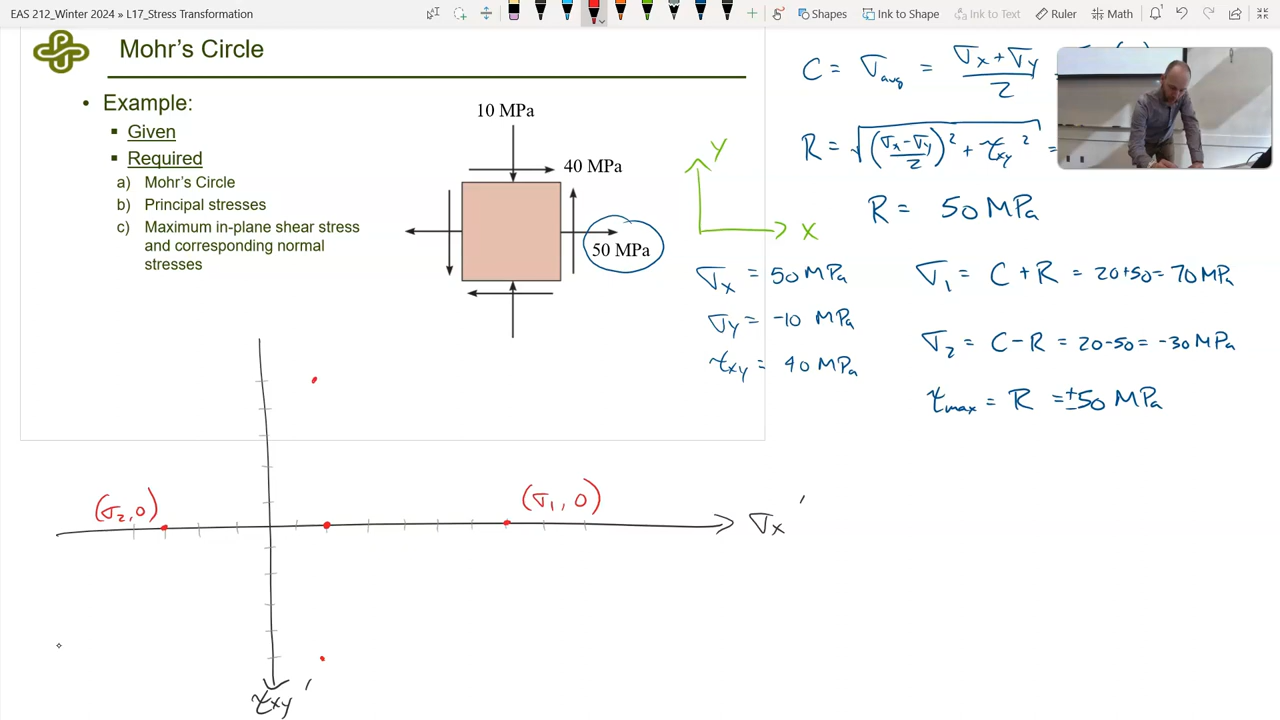 EAS 212_Winter 2024 » L17_Stress Transformation
Shapes
Ink to Shape
Ink to Text
Ruler
Math
Mohr's Circle
• Example:
▪ Given
▪ Required
a) Mohr's Circle
b) Principal stresses
c) Maximum in-plane shear stress
and corresponding normal
stresses
10 MPa
40 MPa
50 MPa
Y
X
C = σavg = σx+σy / 2 =
R = √((σx-σy / 2)² + τxy²) =
R = 50 MPa
σx = 50 MPa
σy = -10 MPa
τxy = 40 MPa
σ1 = C + R = 20+50 = 70 MPa
σ2 = C - R = 20-50 = -30 MPa
τmax = R = ±50 MPa
(σ2, 0)
(σ1, 0)
σx'
τxy'